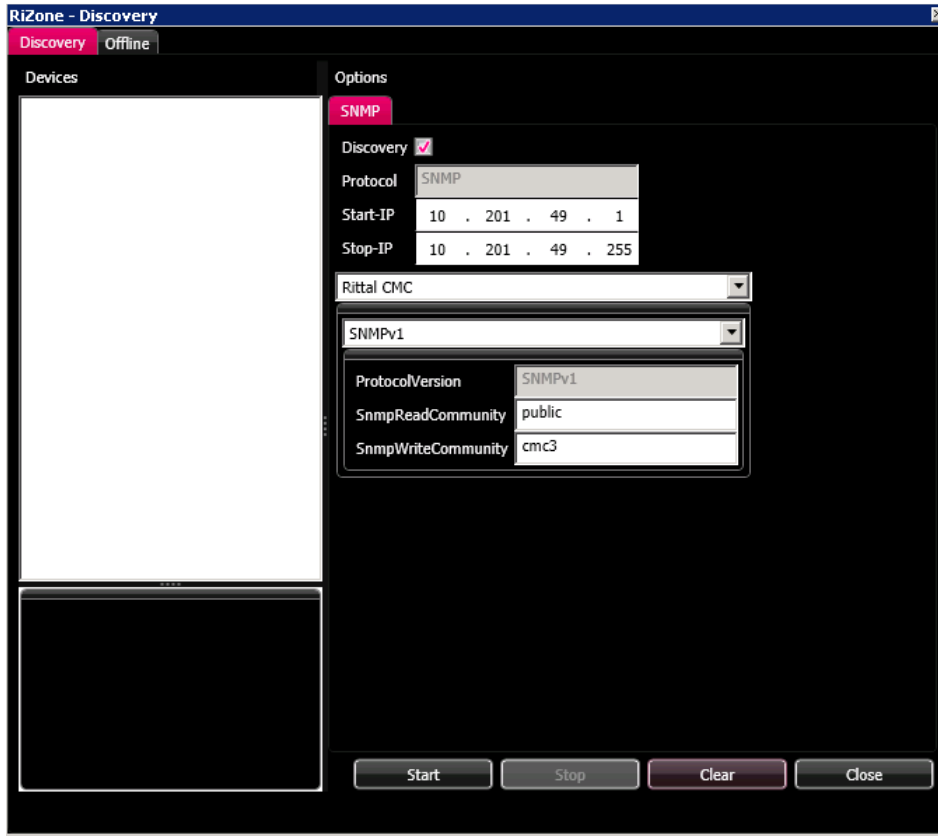 RiZone - Discovery
Discovery Offline
Devices
Options
SNMP
Discovery
Protocol SNMP
Start-IP 10 . 201 . 49 . 1
Stop-IP 10 . 201 . 49 . 255
Rittal CMC
SNMPv1
ProtocolVersion SNMPv1
SnmpReadCommunity public
SnmpWriteCommunity cmc3
Start Stop Clear Close